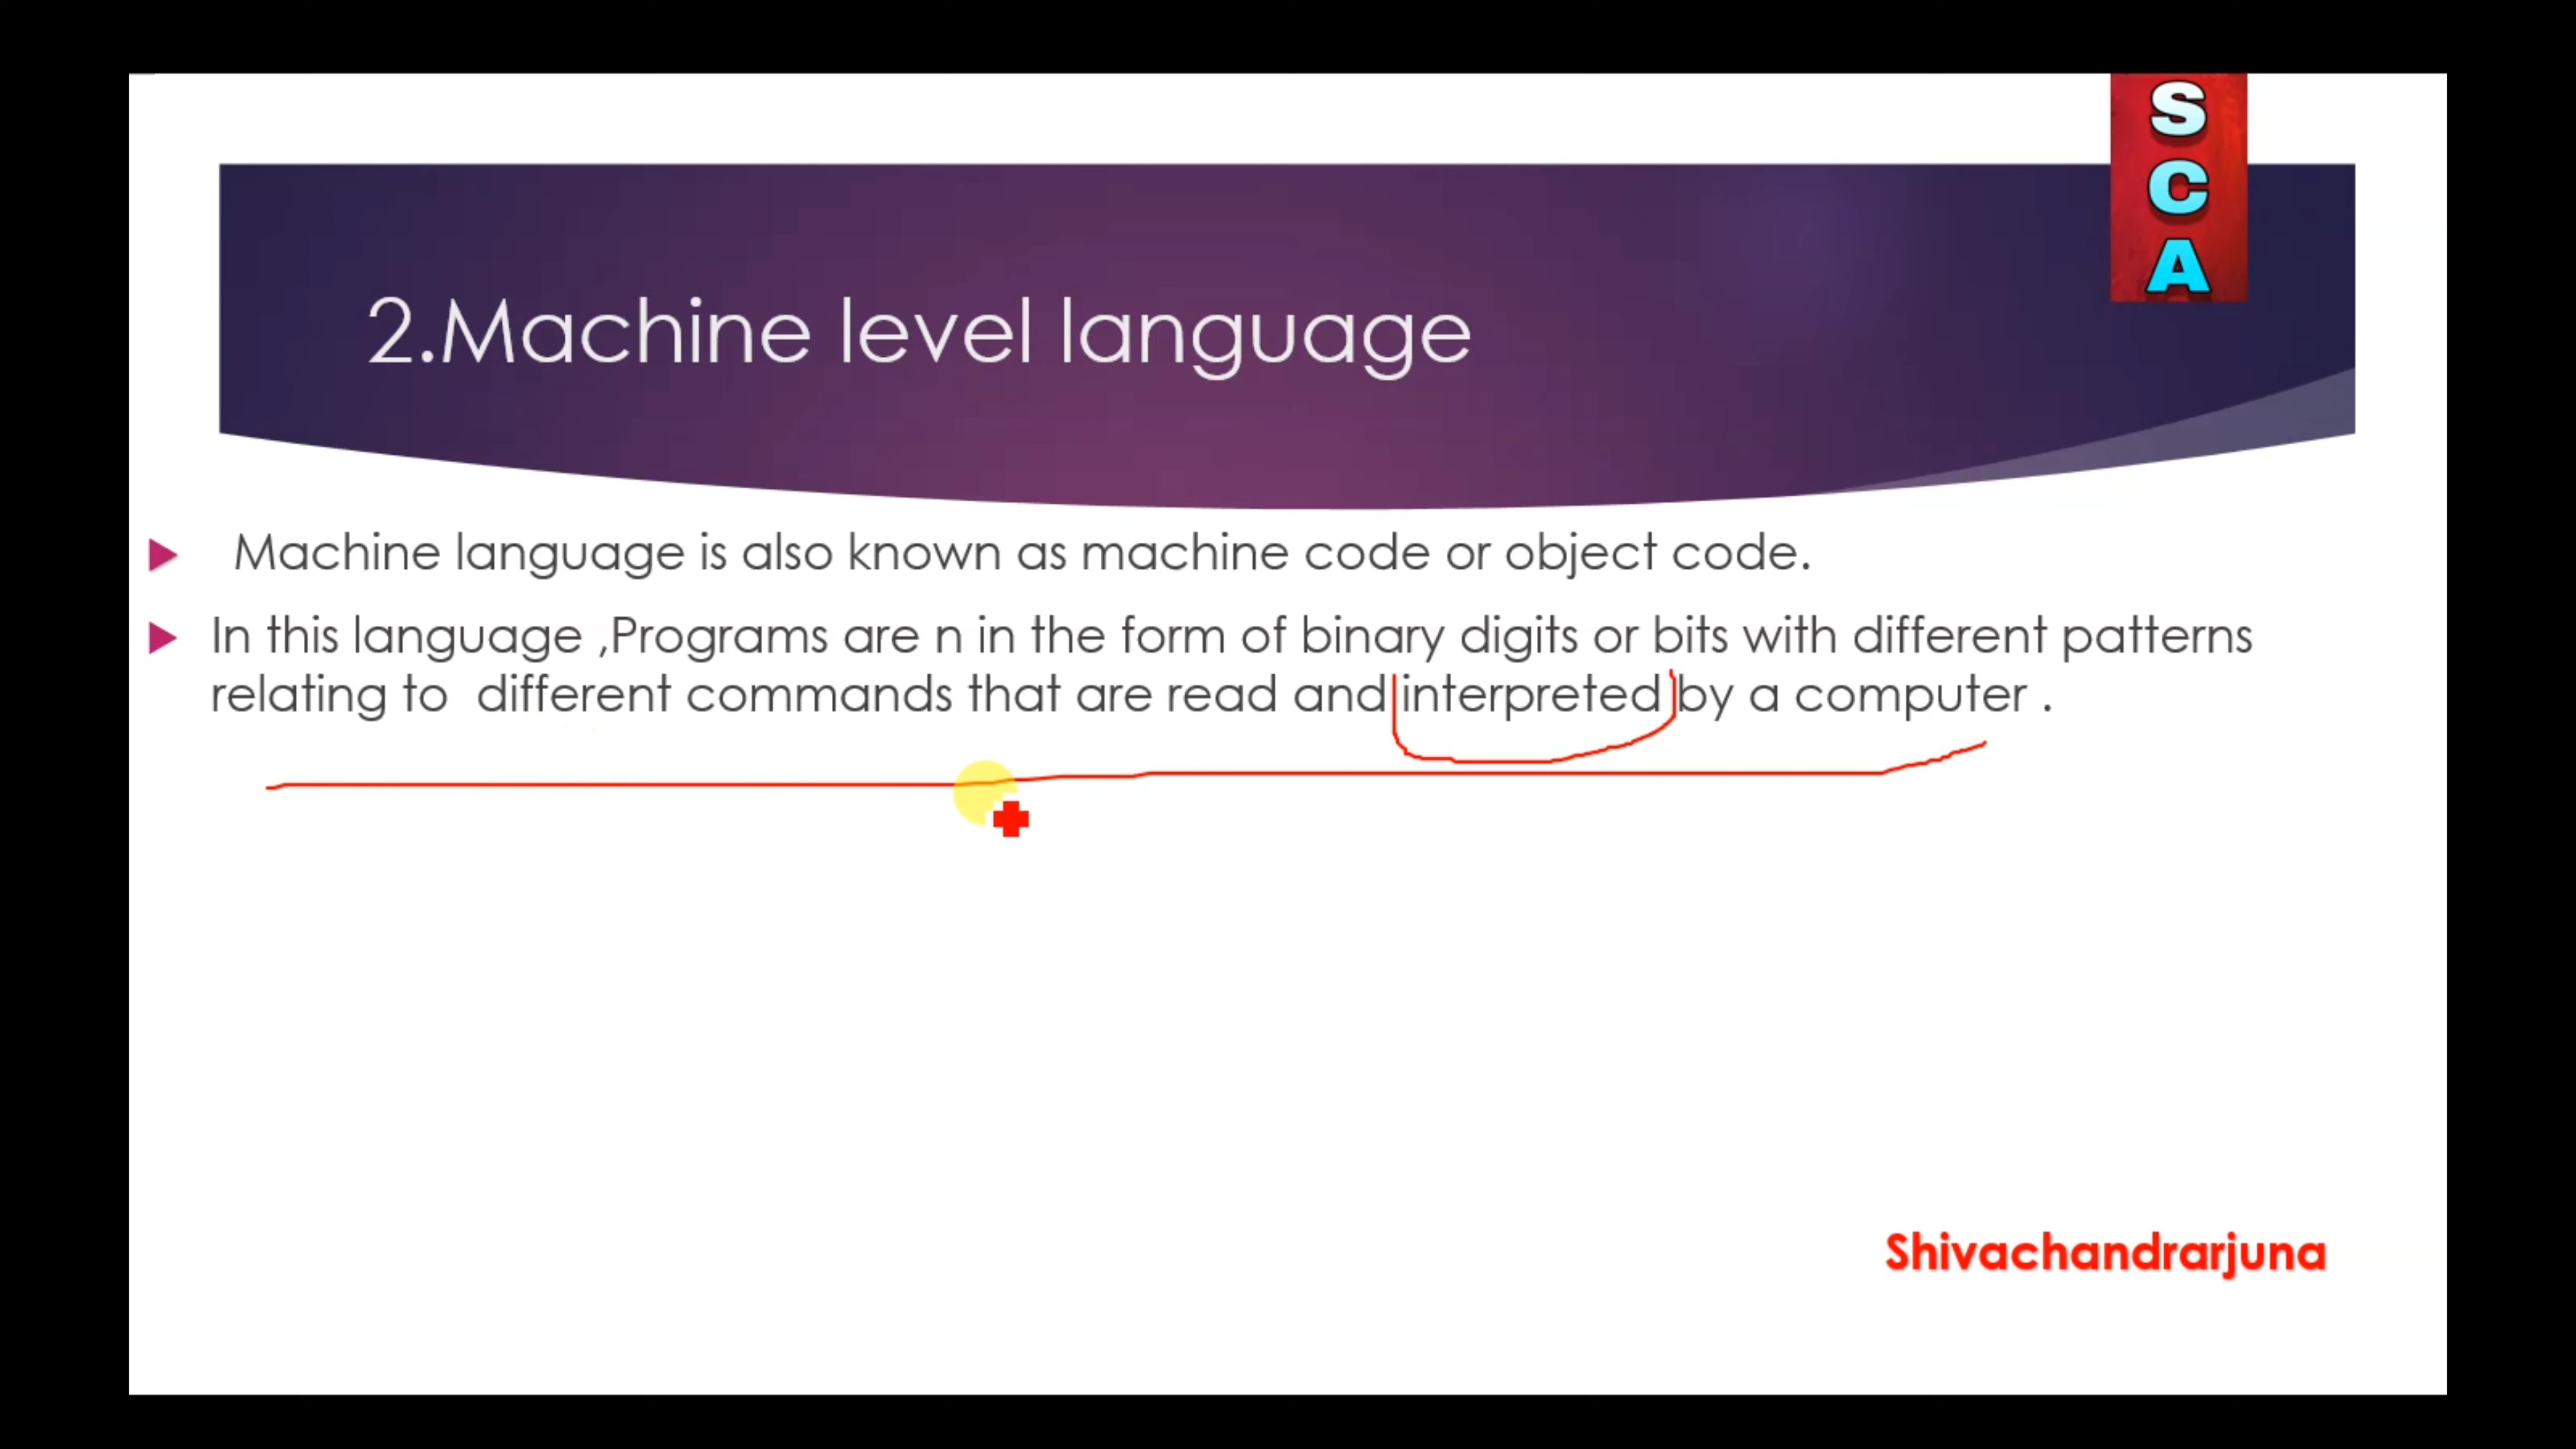 S
C
A
2.Machine level language
Machine language is also known as machine code or object code.
In this language ,Programs are n in the form of binary digits or bits with different patterns
relating to different commands that are read and interpreted by a computer .
Shivachandrarjuna